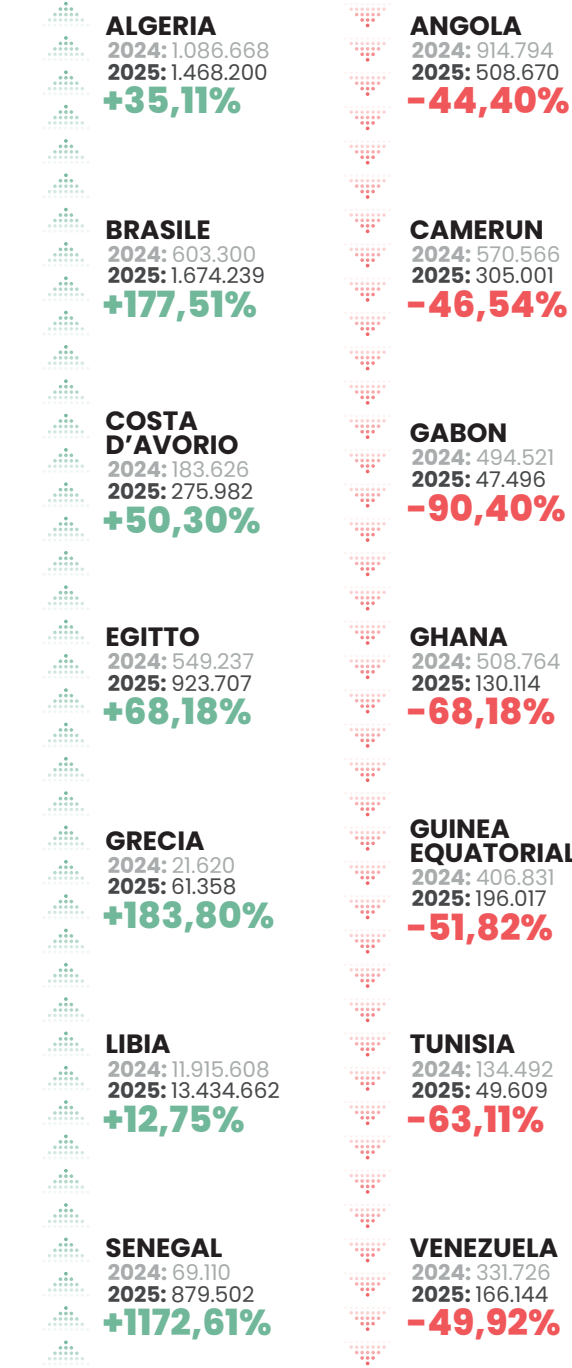 ALGERIA
2024: 1.086.668
2025: 1.468.200
+35,11%
BRASILE
2024: 603.300
2025: 1.674.239
+177,51%
COSTA
D'AVORIO
2024: 183.626
2025: 275.982
+50,30%
EGITTO
2024: 549.237
2025: 923.707
+68,18%
GRECIA
2024: 21.620
2025: 61.358
+183,80%
LIBIA
2024: 11.915.608
2025: 13.434.662
+12,75%
SENEGAL
2024: 69.110
2025: 879.502
+1172,61%
ANGOLA
2024: 914.794
2025: 508.670
-44,40%
CAMERUN
2024: 570.566
2025: 305.001
-46,54%
GABON
2024: 494.521
2025: 47.496
-90,40%
GHANA
2024: 508.764
2025: 130.114
-68,18%
GUINEA
EQUATORIAL
2024: 406.831
2025: 196.017
-51,82%
TUNISIA
2024: 134.492
2025: 49.609
-63,11%
VENEZUELA
2024: 331.726
2025: 166.144
-49,92%